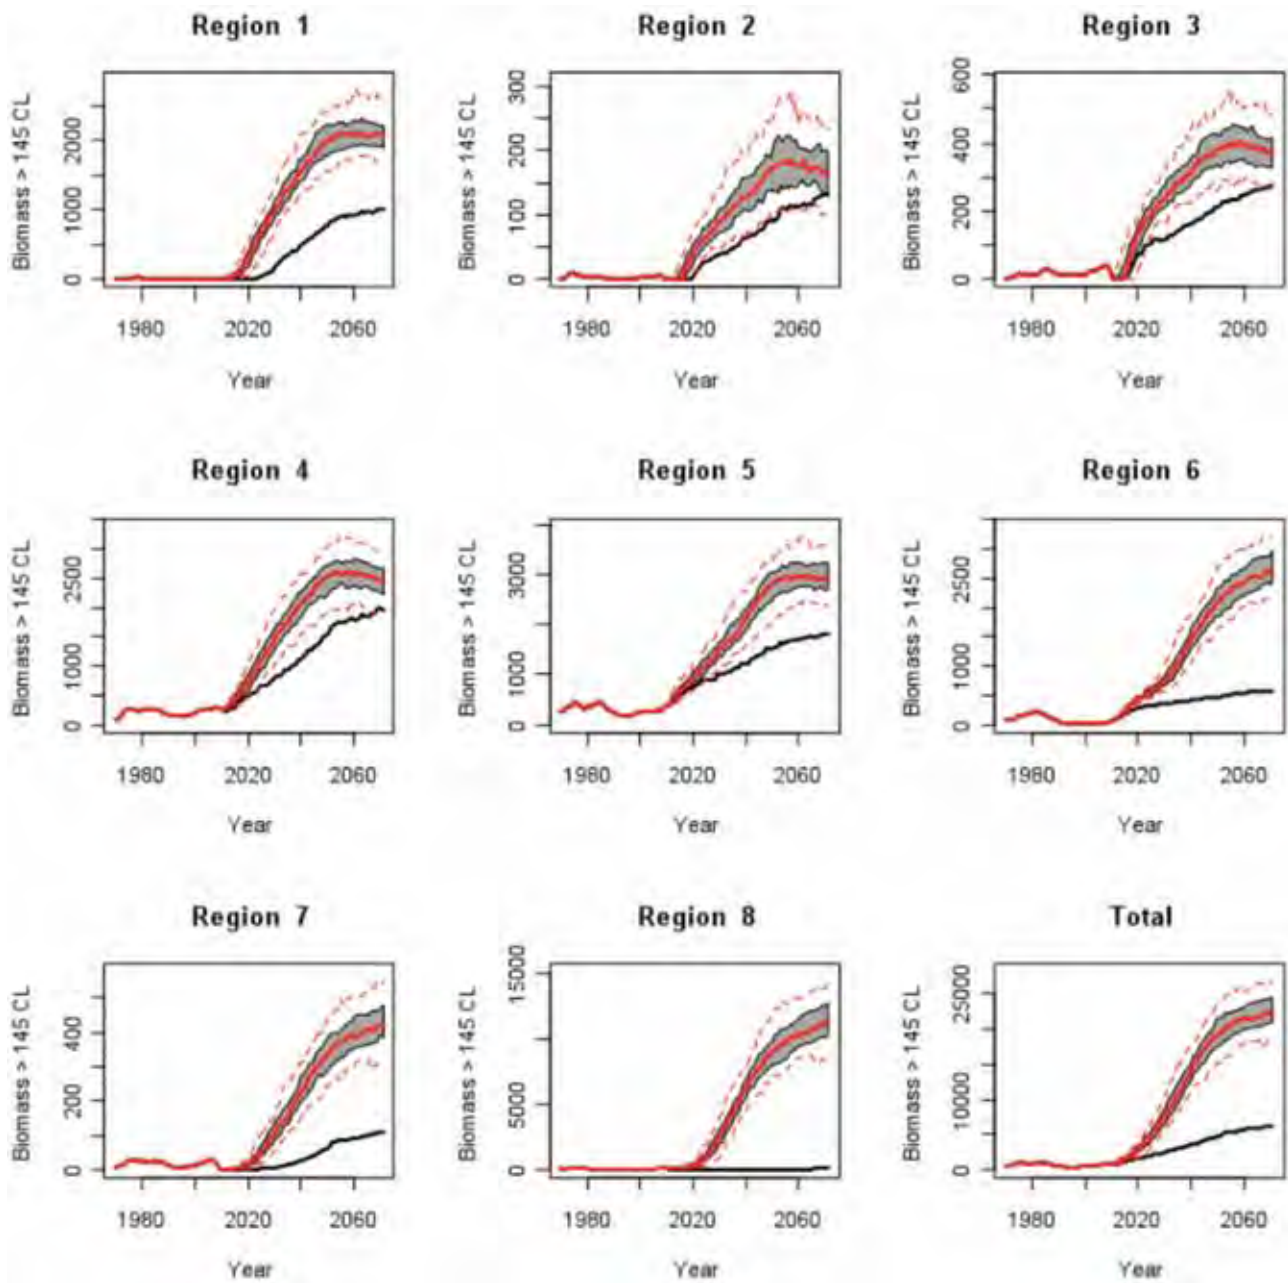 Region 1 Region 2 Region 3
Biomass > 145 CL 0 1000 2000 Biomass > 145 CL 0 100 200 300 Biomass > 145 CL 0 200 400 600
1980 2020 2060 1980 2020 2060 1980 2020 2060
Year Year Year
Region 4 Region 5 Region 6
Biomass > 145 CL 0 1000 2500 Biomass > 145 CL 0 1000 3000 Biomass > 145 CL 0 1000 2500
1980 2020 2060 1980 2020 2060 1980 2020 2060
Year Year Year
Region 7 Region 8 Total
Biomass > 145 CL 0 200 400 Biomass > 145 CL 0 5000 15000 Biomass > 145 CL 0 10000 25000
1980 2020 2060 1980 2020 2060 1980 2020 2060
Year Year Year